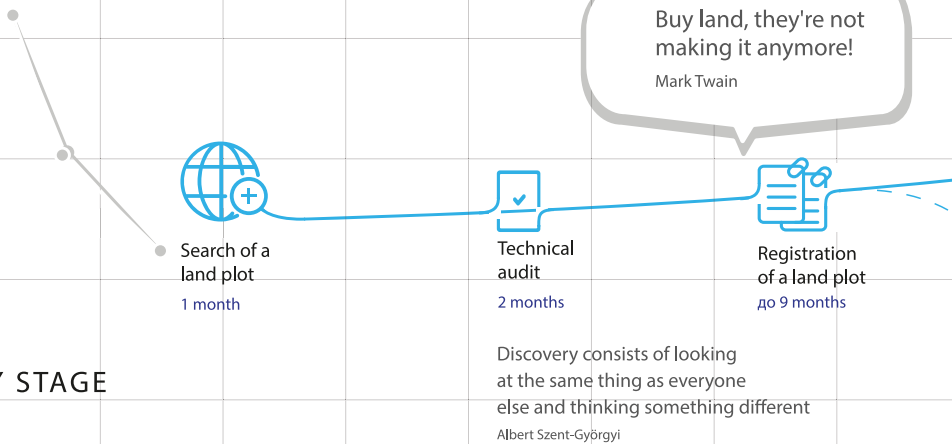 Buy land, they're not
making it anymore!
Mark Twain
Search of a
land plot
1 month
Technical
audit
2 months
Registration
of a land plot
до 9 months
STAGE
Discovery consists of looking
at the same thing as everyone
else and thinking something different
Albert Szent-Györgyi